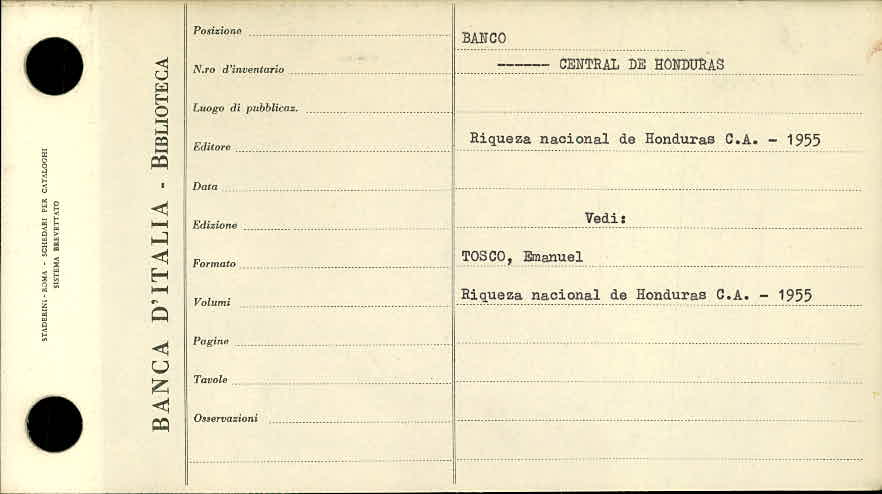 STADERINI - ROMA - SCHEDARI PER CATALOGHI
SISTEMA BREVETTATO
BANCA D'ITALIA - BIBLIOTECA
Posizione
N.ro d'inventario
Luogo di pubblicaz.
Editore
Data
Edizione
Formato
Volumi
Pagine
Tavole
Osservazioni
BANCO
------ CENTRAL DE HONDURAS
Riqueza nacional de Honduras C.A. - 1955
Vedi:
TOSCO, Emanuel
Riqueza nacional de Honduras C.A. - 1955